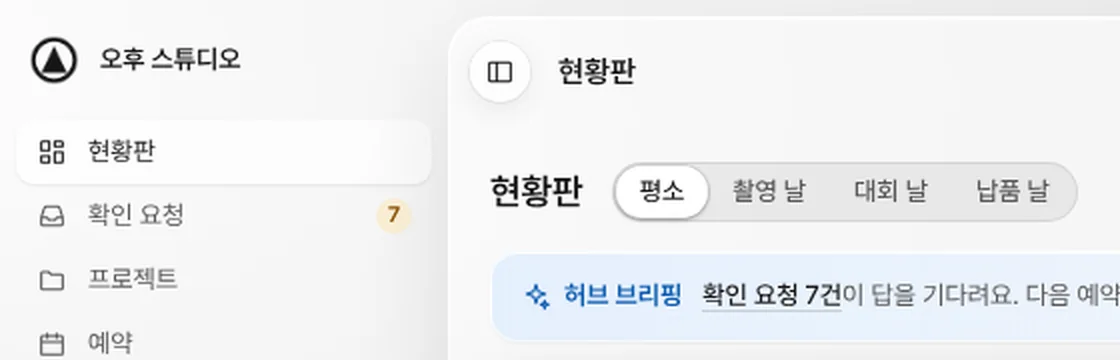 오후 스튜디오
현황판
확인 요청 7
프로젝트
예약
현황판
현황판 평소 촬영 날 대회 날 납품 날
허브 브리핑 확인 요청 7건이 답을 기다려요. 다음 예약